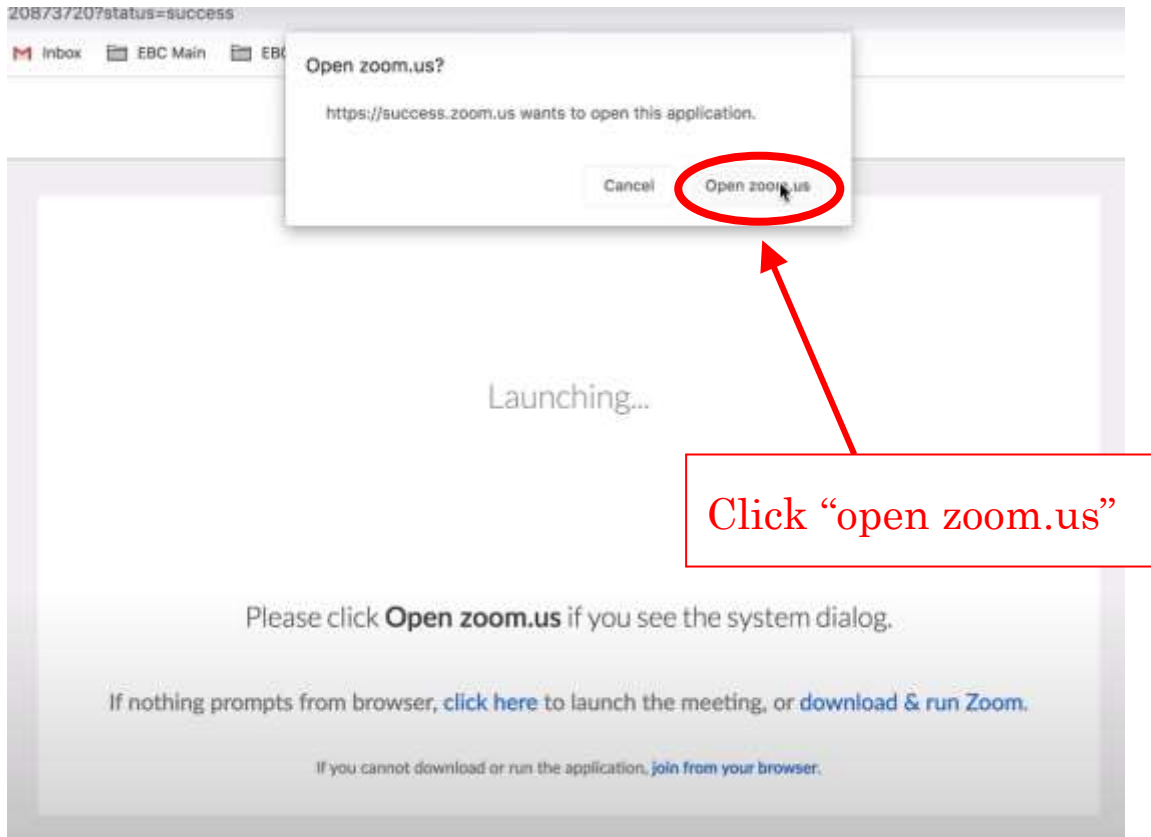 20873720?status=success
Inbox EBC Main EBC
Open zoom.us?
https://success.zoom.us wants to open this application.
Cancel Open zoom.us
Launching...
Click “open zoom.us”
Please click Open zoom.us if you see the system dialog.
If nothing prompts from browser, click here to launch the meeting, or download & run Zoom.
If you cannot download or run the application, join from your browser.